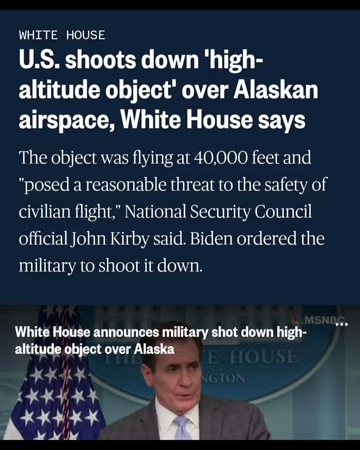 WHITE HOUSE
U.S. shoots down 'high-
altitude object' over Alaskan
airspace, White House says
The object was flying at 40,000 feet and
"posed a reasonable threat to the safety of
civilian flight," National Security Council
official John Kirby said. Biden ordered the
military to shoot it down.
MSNBC
White House announces military shot down high-
altitude object over Alaska
THE WHITE HOUSE